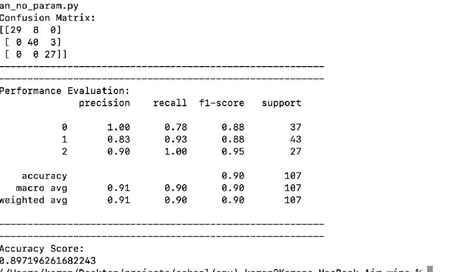 an_no_param.py
Confusion Matrix:
[[29  8  0]
 [ 0 40  3]
 [ 0  0 27]]
------------------------------------------------------
------------------------------------------------------
Performance Evaluation:
              precision    recall  f1-score   support

           0       1.00      0.78      0.88        37
           1       0.83      0.93      0.88        43
           2       0.90      1.00      0.95        27

    accuracy                           0.90       107
   macro avg       0.91      0.90      0.90       107
weighted avg       0.91      0.90      0.90       107

------------------------------------------------------
------------------------------------------------------
Accuracy Score:
0.897196261682243